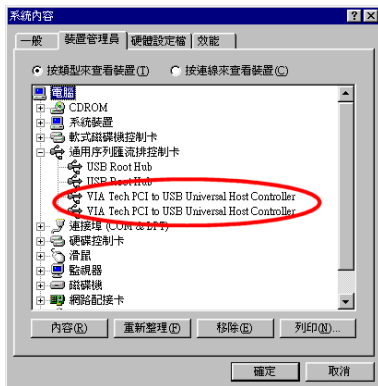 系統內容
一般 裝置管理員 硬體設定檔 效能
按類型來查看裝置(I) 按連線來查看裝置(C)
電腦
CDROM
系統裝置
軟式磁碟機控制卡
通用序列匯流排控制卡
USB Root Hub
USB Root Hub
VIA Tech PCI to USB Universal Host Controller
VIA Tech PCI to USB Universal Host Controller
連接埠 (COM & LPT)
硬碟控制卡
滑鼠
監視器
磁碟機
網路配接卡
內容(R) 重新整理(F) 移除(E) 列印(N)...
確定 取消